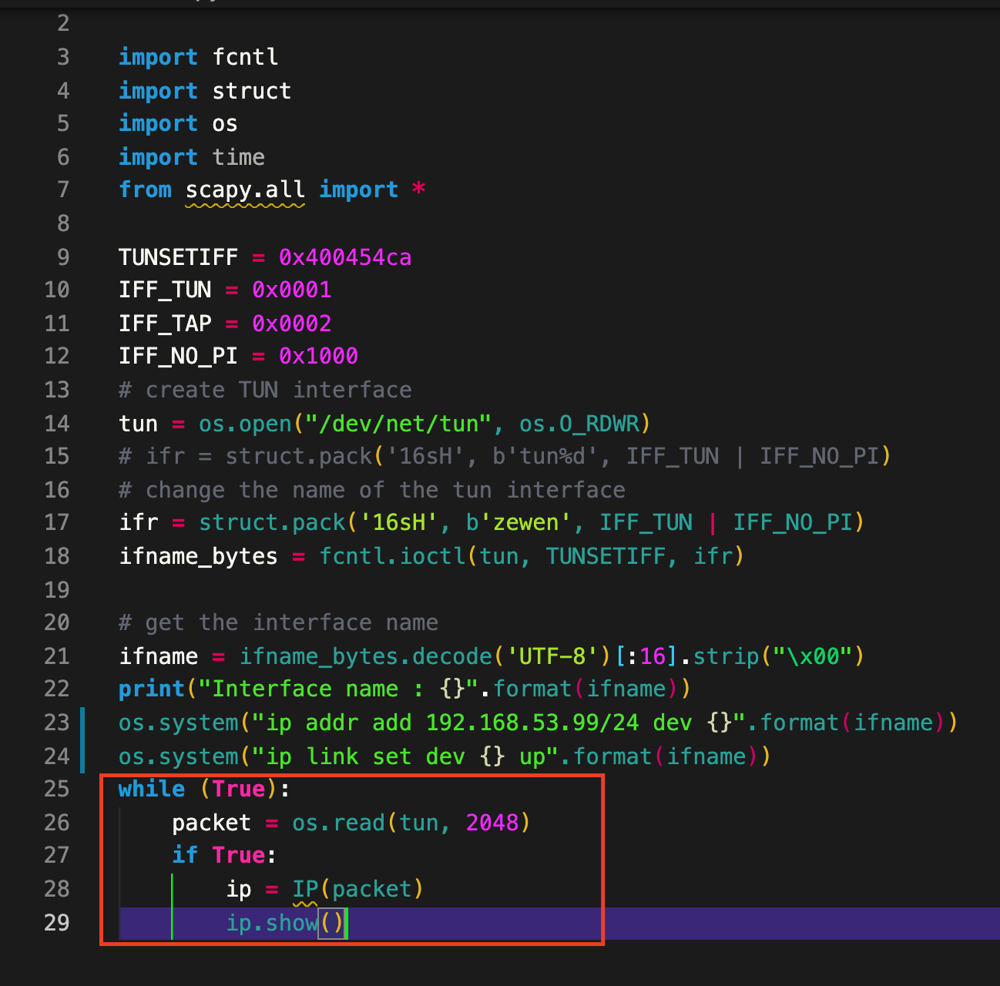 2
3 import fcntl
4 import struct
5 import os
6 import time
7 from scapy.all import *
8
9 TUNSETIFF = 0x400454ca
10 IFF_TUN = 0x0001
11 IFF_TAP = 0x0002
12 IFF_NO_PI = 0x1000
13 # create TUN interface
14 tun = os.open("/dev/net/tun", os.O_RDWR)
15 # ifr = struct.pack('16sH', b'tun%d', IFF_TUN | IFF_NO_PI)
16 # change the name of the tun interface
17 ifr = struct.pack('16sH', b'zewen', IFF_TUN | IFF_NO_PI)
18 ifname_bytes = fcntl.ioctl(tun, TUNSETIFF, ifr)
19
20 # get the interface name
21 ifname = ifname_bytes.decode('UTF-8')[:16].strip("\x00")
22 print("Interface name : {}".format(ifname))
23 os.system("ip addr add 192.168.53.99/24 dev {}".format(ifname))
24 os.system("ip link set dev {} up".format(ifname))
25 while (True):
26     packet = os.read(tun, 2048)
27     if True:
28         ip = IP(packet)
29         ip.show()